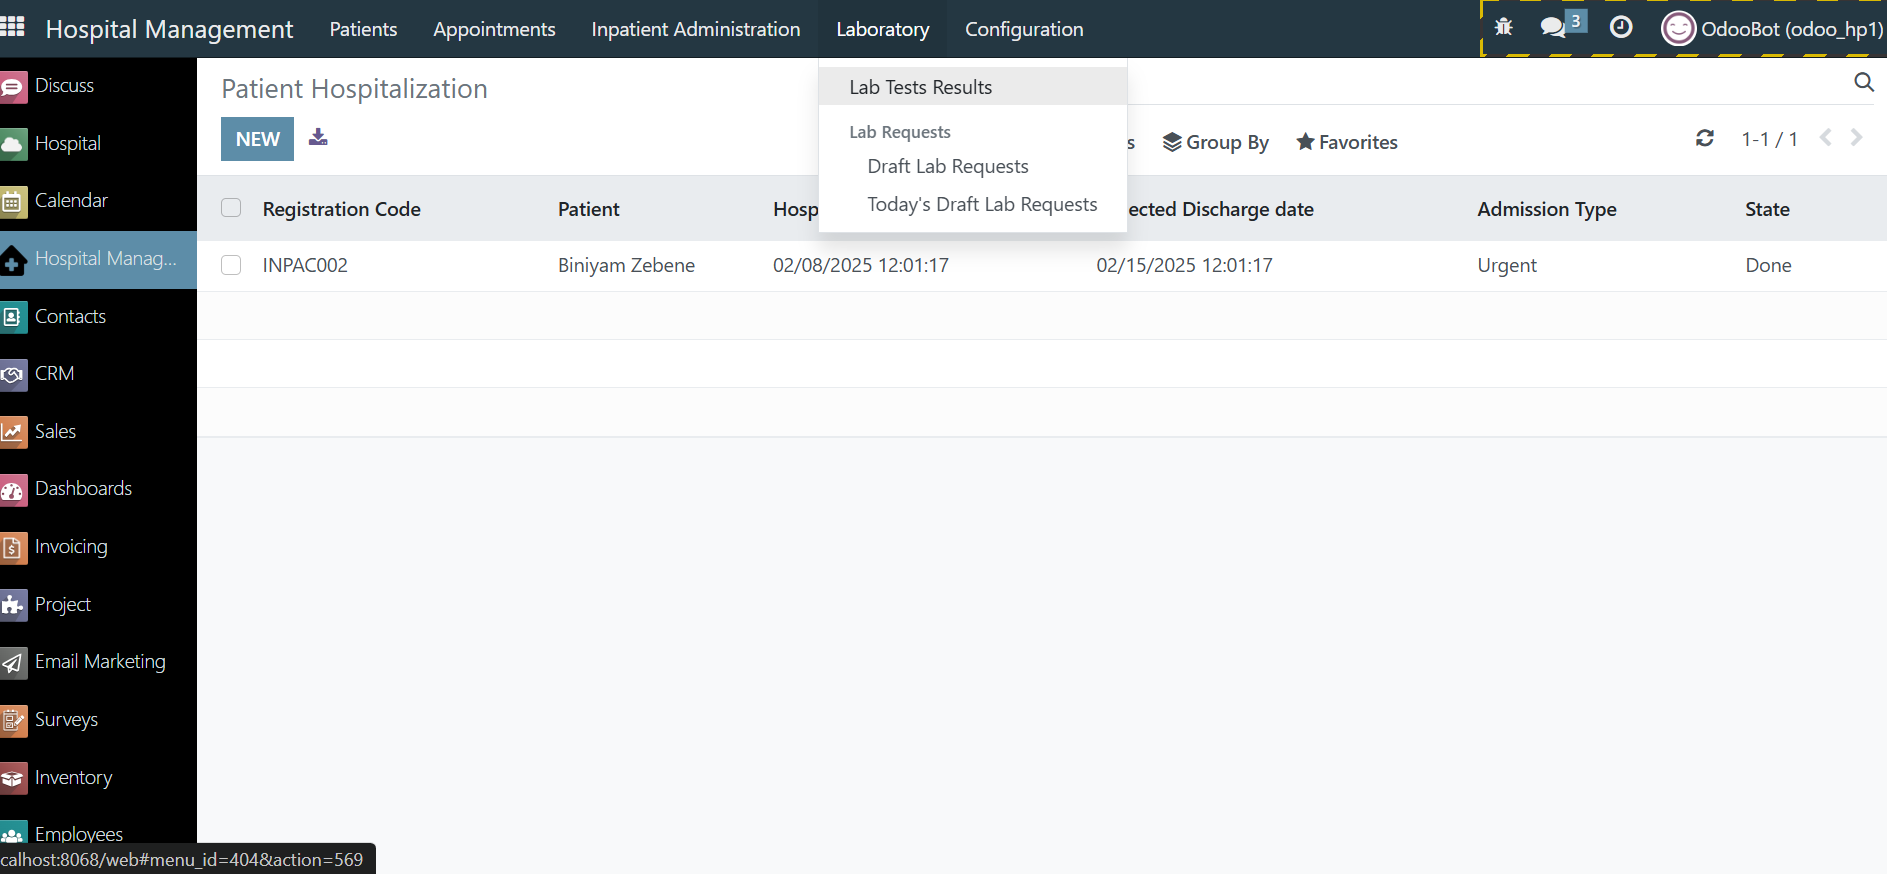 Hospital Management Patients Appointments Inpatient Administration Laboratory Configuration 3 OdooBot (odoo_hp1)
Discuss
Hospital
Calendar
Hospital Manag...
Contacts
CRM
Sales
Dashboards
Invoicing
Project
Email Marketing
Surveys
Inventory
Employees
Patient Hospitalization
NEW
Lab Tests Results
Lab Requests
Draft Lab Requests
Today's Draft Lab Requests
s Group By Favorites 1-1 / 1
Registration Code Patient Hosp ected Discharge date Admission Type State
INPAC002 Biniyam Zebene 02/08/2025 12:01:17 02/15/2025 12:01:17 Urgent Done
calhost:8068/web#menu_id=404&action=569